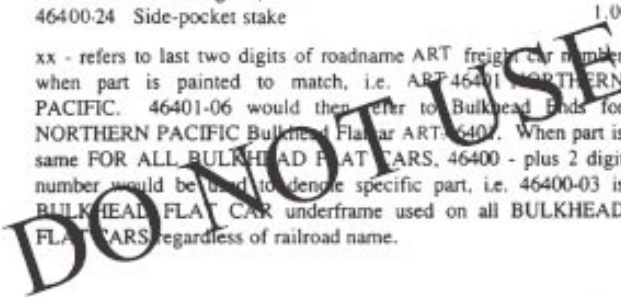 46400-24 Side-pocket stake 1.00
xx - refers to last two digits of roadname ART freight car number
when part is painted to match, i.e. ART 46401 NORTHERN
PACIFIC. 46401-06 would then refer to Bulkhead Ends for
NORTHERN PACIFIC Bulkhead Flatcar ART-46401. When part is
same FOR ALL BULKHEAD FLAT CARS, 46400 - plus 2 digit
number would be used to denote specific part, i.e. 46400-03 is
BULKHEAD FLAT CAR underframe used on all BULKHEAD
FLAT CARS regardless of railroad name.
DO NOT USE